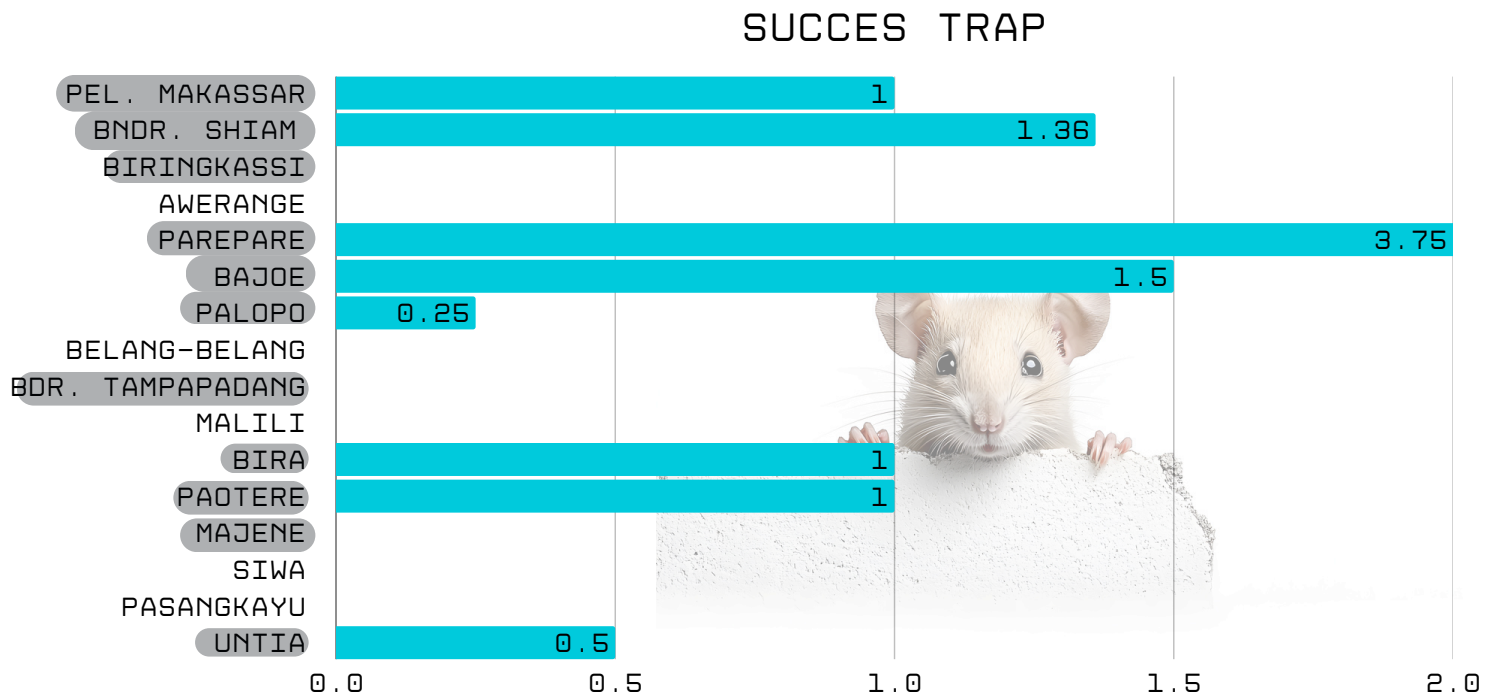 SUCCES TRAP
PEL. MAKASSAR 1
BNDR. SHIAM 1.36
BIRINGKASSI
AWERANGE
PAREPARE 3.75
BAJOE 1.5
PALOPO 0.25
BELANG-BELANG
BDR. TAMPAPADANG
MALILI
BIRA 1
PAOTERE 1
MAJENE
SIWA
PASANGKAYU
UNTIA 0.5
0.0 0.5 1.0 1.5 2.0